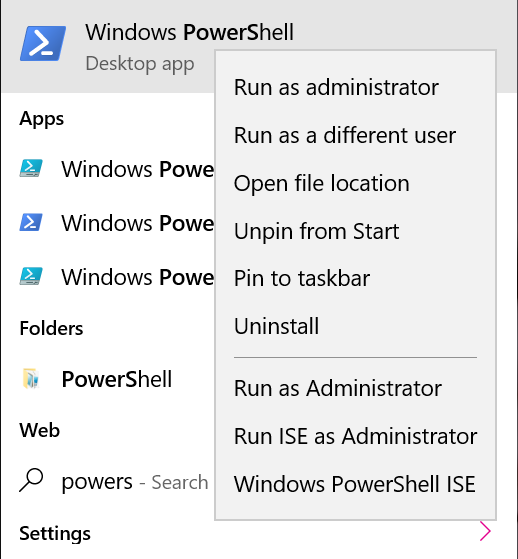 Windows PowerShell
Desktop app
Run as administrator
Run as a different user
Open file location
Unpin from Start
Pin to taskbar
Uninstall
Run as Administrator
Run ISE as Administrator
Windows PowerShell ISE
Apps
Windows Powe
Windows Powe
Windows Powe
Folders
PowerShell
Web
powers - Search
Settings